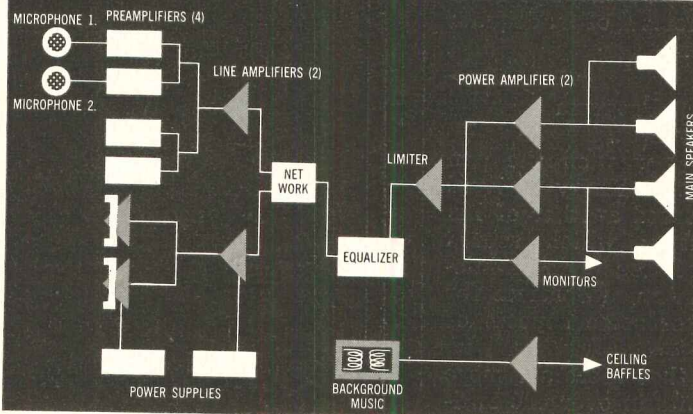 MICROPHONE 1.
PREAMPLIFIERS (4)
LINE AMPLIFIERS (2)
MICROPHONE 2.
POWER AMPLIFIER (2)
LIMITER
MAIN SPEAKERS
NET
WORK
EQUALIZER
MONITORS
POWER SUPPLIES
BACKGROUND
MUSIC
CEILING
BAFFLES